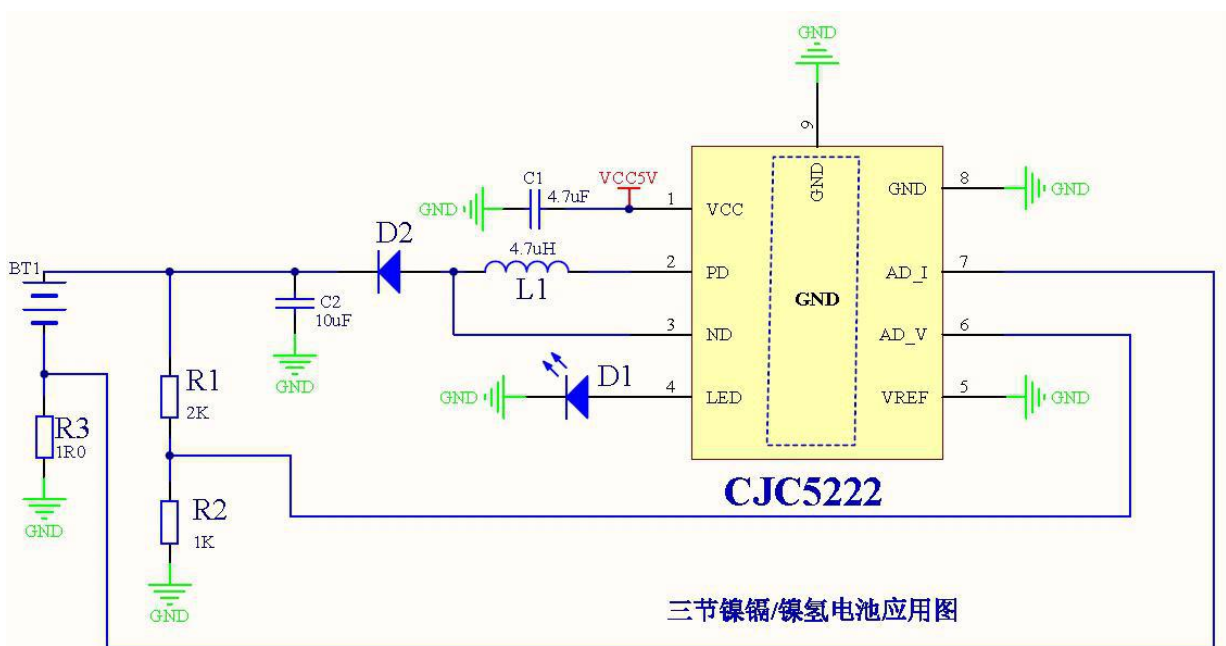 GND
9
GND
C1
4.7uF
VCC5V
GND
1
VCC
GND
8
GND
D2
4.7uH
BT1
L1
2
PD
AD_I
7
C2
10uF
GND
3
ND
AD_V
6
GND
R1
2K
GND
D1
4
LED
VREF
5
GND
R3
1R0
CJC5222
GND
R2
1K
GND
三节镍镉/镍氢电池应用图